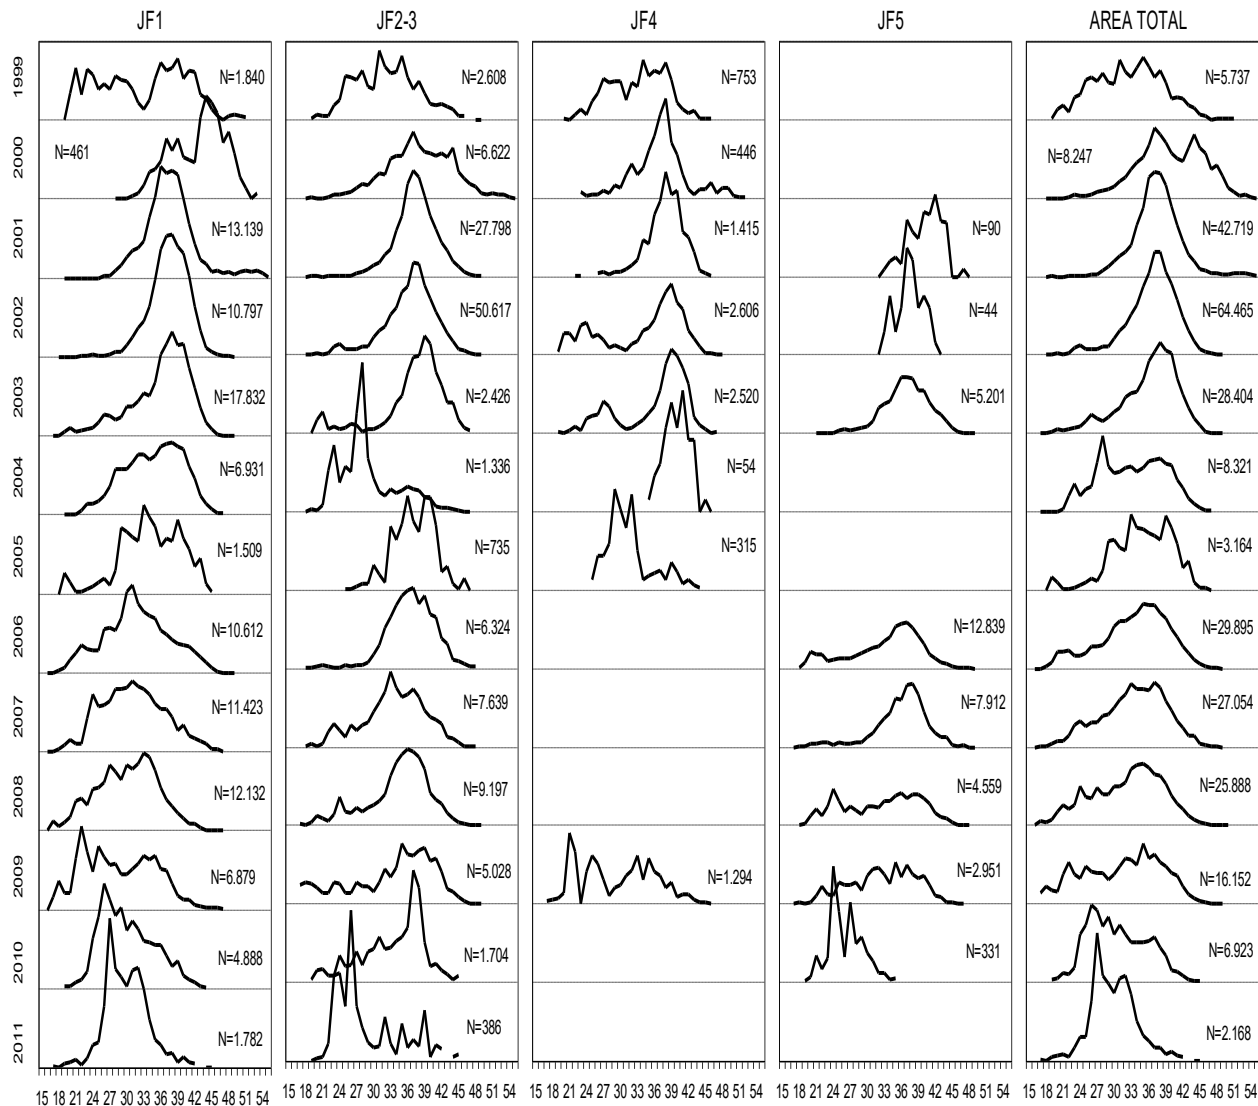 JF1 JF2-3 JF4 JF5 AREA TOTAL
1999 N=1.840 N=2.608 N=753 N=5.737
2000 N=461 N=6.622 N=446 N=8.247
2001 N=13.139 N=27.798 N=1.415 N=90 N=42.719
2002 N=10.797 N=50.617 N=2.606 N=44 N=64.465
2003 N=17.832 N=2.426 N=2.520 N=5.201 N=28.404
2004 N=6.931 N=1.336 N=54 N=8.321
2005 N=1.509 N=735 N=315 N=3.164
2006 N=10.612 N=6.324 N=12.839 N=29.895
2007 N=11.423 N=7.639 N=7.912 N=27.054
2008 N=12.132 N=9.197 N=4.559 N=25.888
2009 N=6.879 N=5.028 N=1.294 N=2.951 N=16.152
2010 N=4.888 N=1.704 N=331 N=6.923
2011 N=1.782 N=386 N=2.168
15 18 21 24 27 30 33 36 39 42 45 48 51 54 15 18 21 24 27 30 33 36 39 42 45 48 51 54 15 18 21 24 27 30 33 36 39 42 45 48 51 54 15 18 21 24 27 30 33 36 39 42 45 48 51 54 15 18 21 24 27 30 33 36 39 42 45 48 51 54